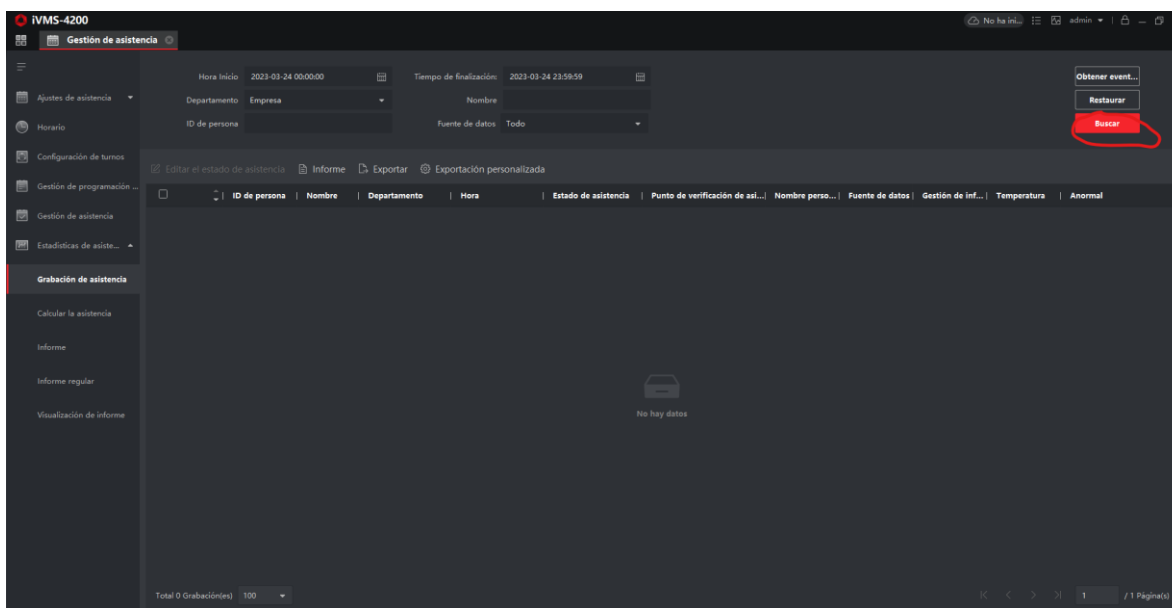 iVMS-4200
No ha ini...
admin
Gestión de asistencia
Hora Inicio 2023-03-24 00:00:00 Tiempo de finalización: 2023-03-24 23:59:59 Obtener event...
Ajustes de asistencia Departamento Empresa Nombre Restaurar
Horario ID de persona Fuente de datos Todo Buscar
Configuración de turnos
Editar el estado de asistencia Informe Exportar Exportación personalizada
Gestión de programación ...
ID de persona Nombre Departamento Hora Estado de asistencia Punto de verificación de asi... Nombre perso... Fuente de datos Gestión de inf... Temperatura Anormal
Gestión de asistencia
Estadísticas de asiste...
Grabación de asistencia
Calcular la asistencia
Informe
Informe regular
Visualización de informe
No hay datos
Total 0 Grabación(es) 100 1 / 1 Página(s)